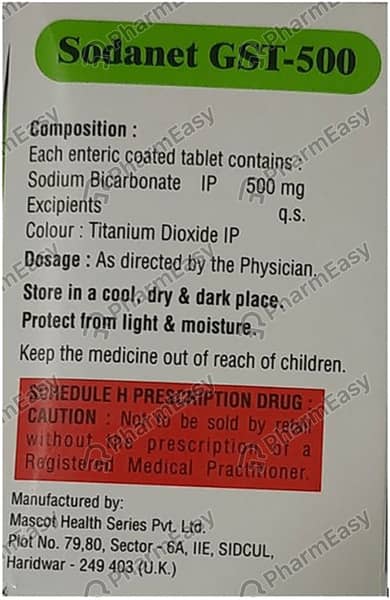 Sodanet GST-500
Composition :
Each enteric coated tablet contains :
Sodium Bicarbonate IP 500 mg
Excipients q.s.
Colour : Titanium Dioxide IP
Dosage : As directed by the Physician.
Store in a cool, dry & dark place.
Protect from light & moisture.
Keep the medicine out of reach of children.
SCHEDULE H PRESCRIPTION DRUG :
CAUTION : Not to be sold by retail
without the prescription of a
Registered Medical Practitioner.
Manufactured by:
Mascot Health Series Pvt. Ltd.
Plot No. 79,80, Sector - 6A, IIE, SIDCUL,
Haridwar - 249 403 (U.K.)
PharmEasy